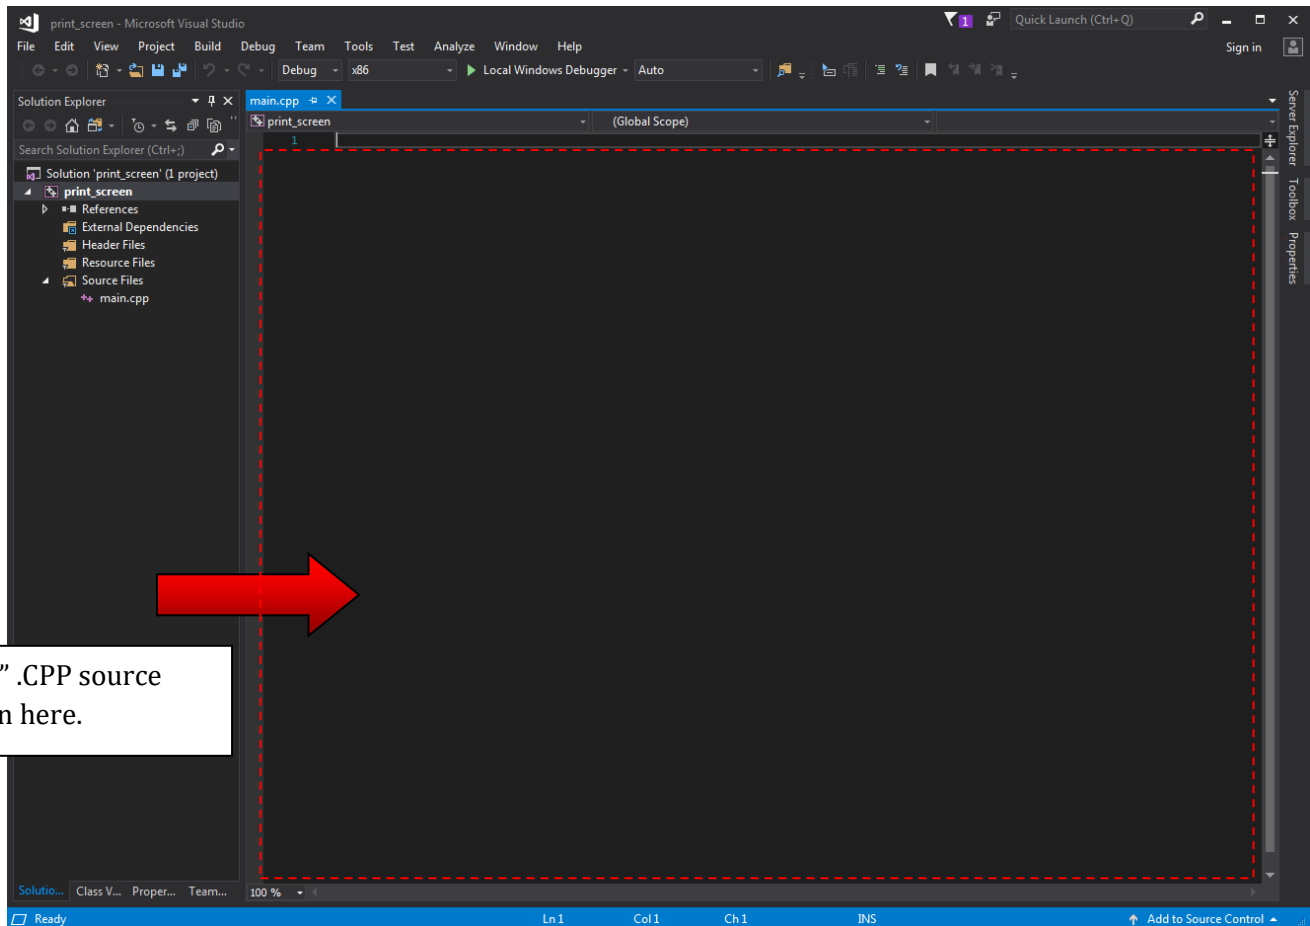 print_screen - Microsoft Visual Studio
1
Quick Launch (Ctrl+Q)
File Edit View Project Build Debug Team Tools Test Analyze Window Help
Sign in
Debug x86 Local Windows Debugger Auto
Solution Explorer
Search Solution Explorer (Ctrl+;)
Solution 'print_screen' (1 project)
print_screen
References
External Dependencies
Header Files
Resource Files
Source Files
main.cpp
main.cpp
print_screen (Global Scope)
1
Server Explorer
Toolbox
Properties
” .CPP source
n here.
Solutio... Class V... Proper... Team...
100 %
Ready Ln 1 Col 1 Ch 1 INS Add to Source Control